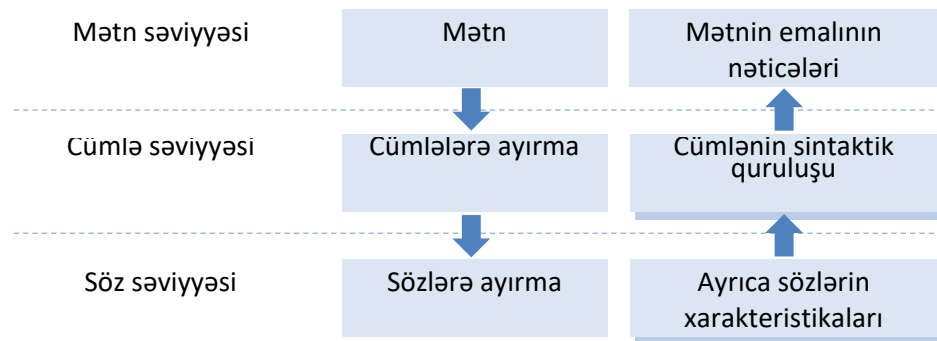 Mətn səviyyəsi
Mətn
Mətnin emalının
nəticələri
Cümlə səviyyəsi
Cümlələrə ayırma
Cümlənin sintaktik
quruluşu
Söz səviyyəsi
Sözlərə ayırma
Ayrıca sözlərin
xarakteristikaları